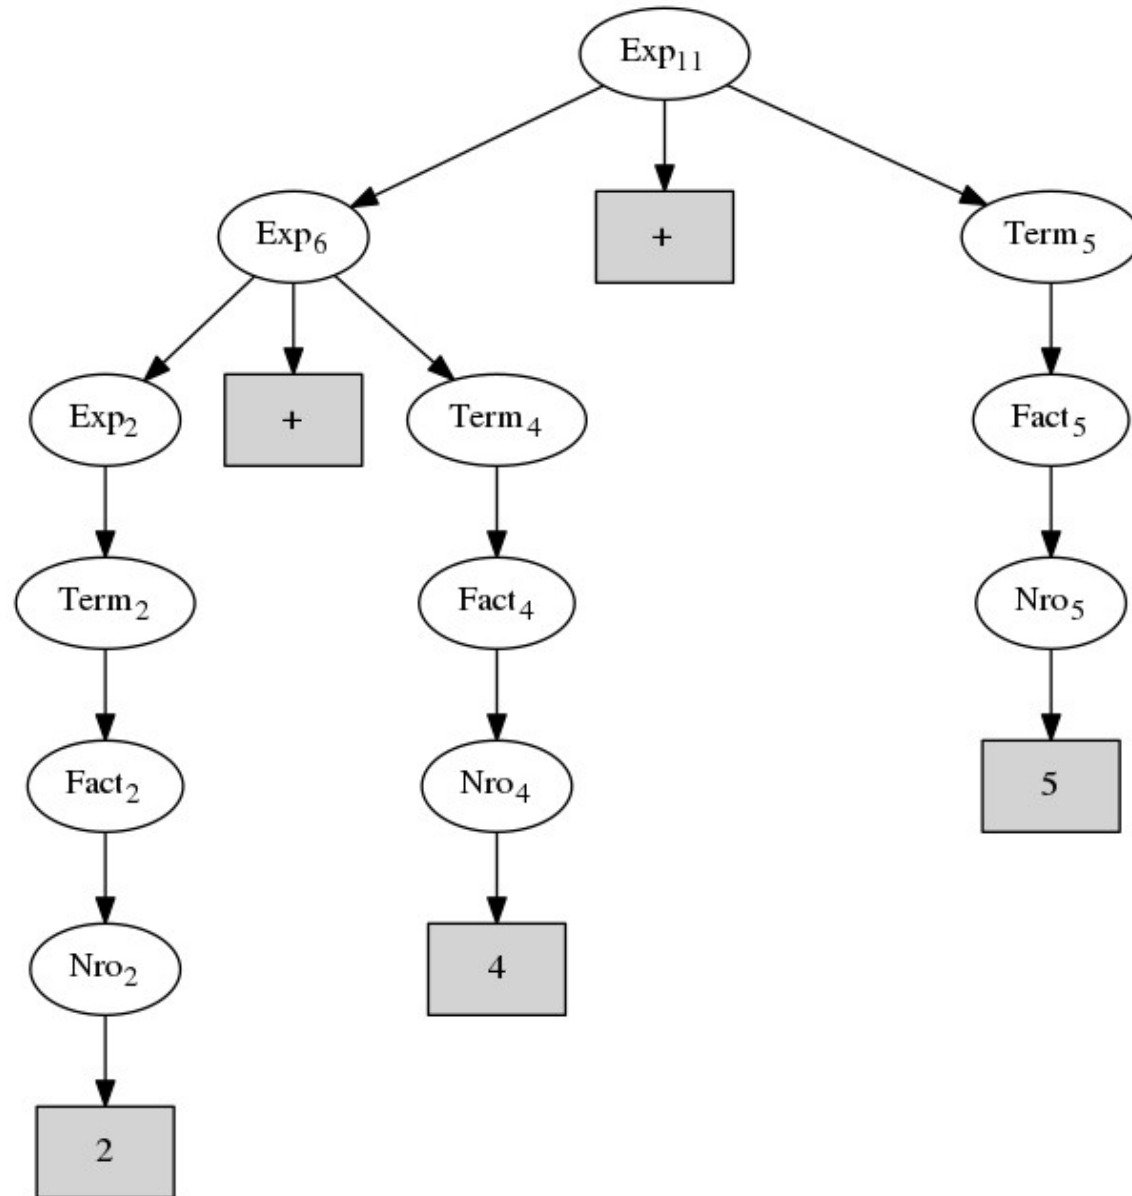 Exp₁₁
Exp₆ + Term₅
Exp₂ + Term₄ Fact₅
Term₂ Fact₄ Nro₅
Fact₂ Nro₄ 5
Nro₂ 4
2